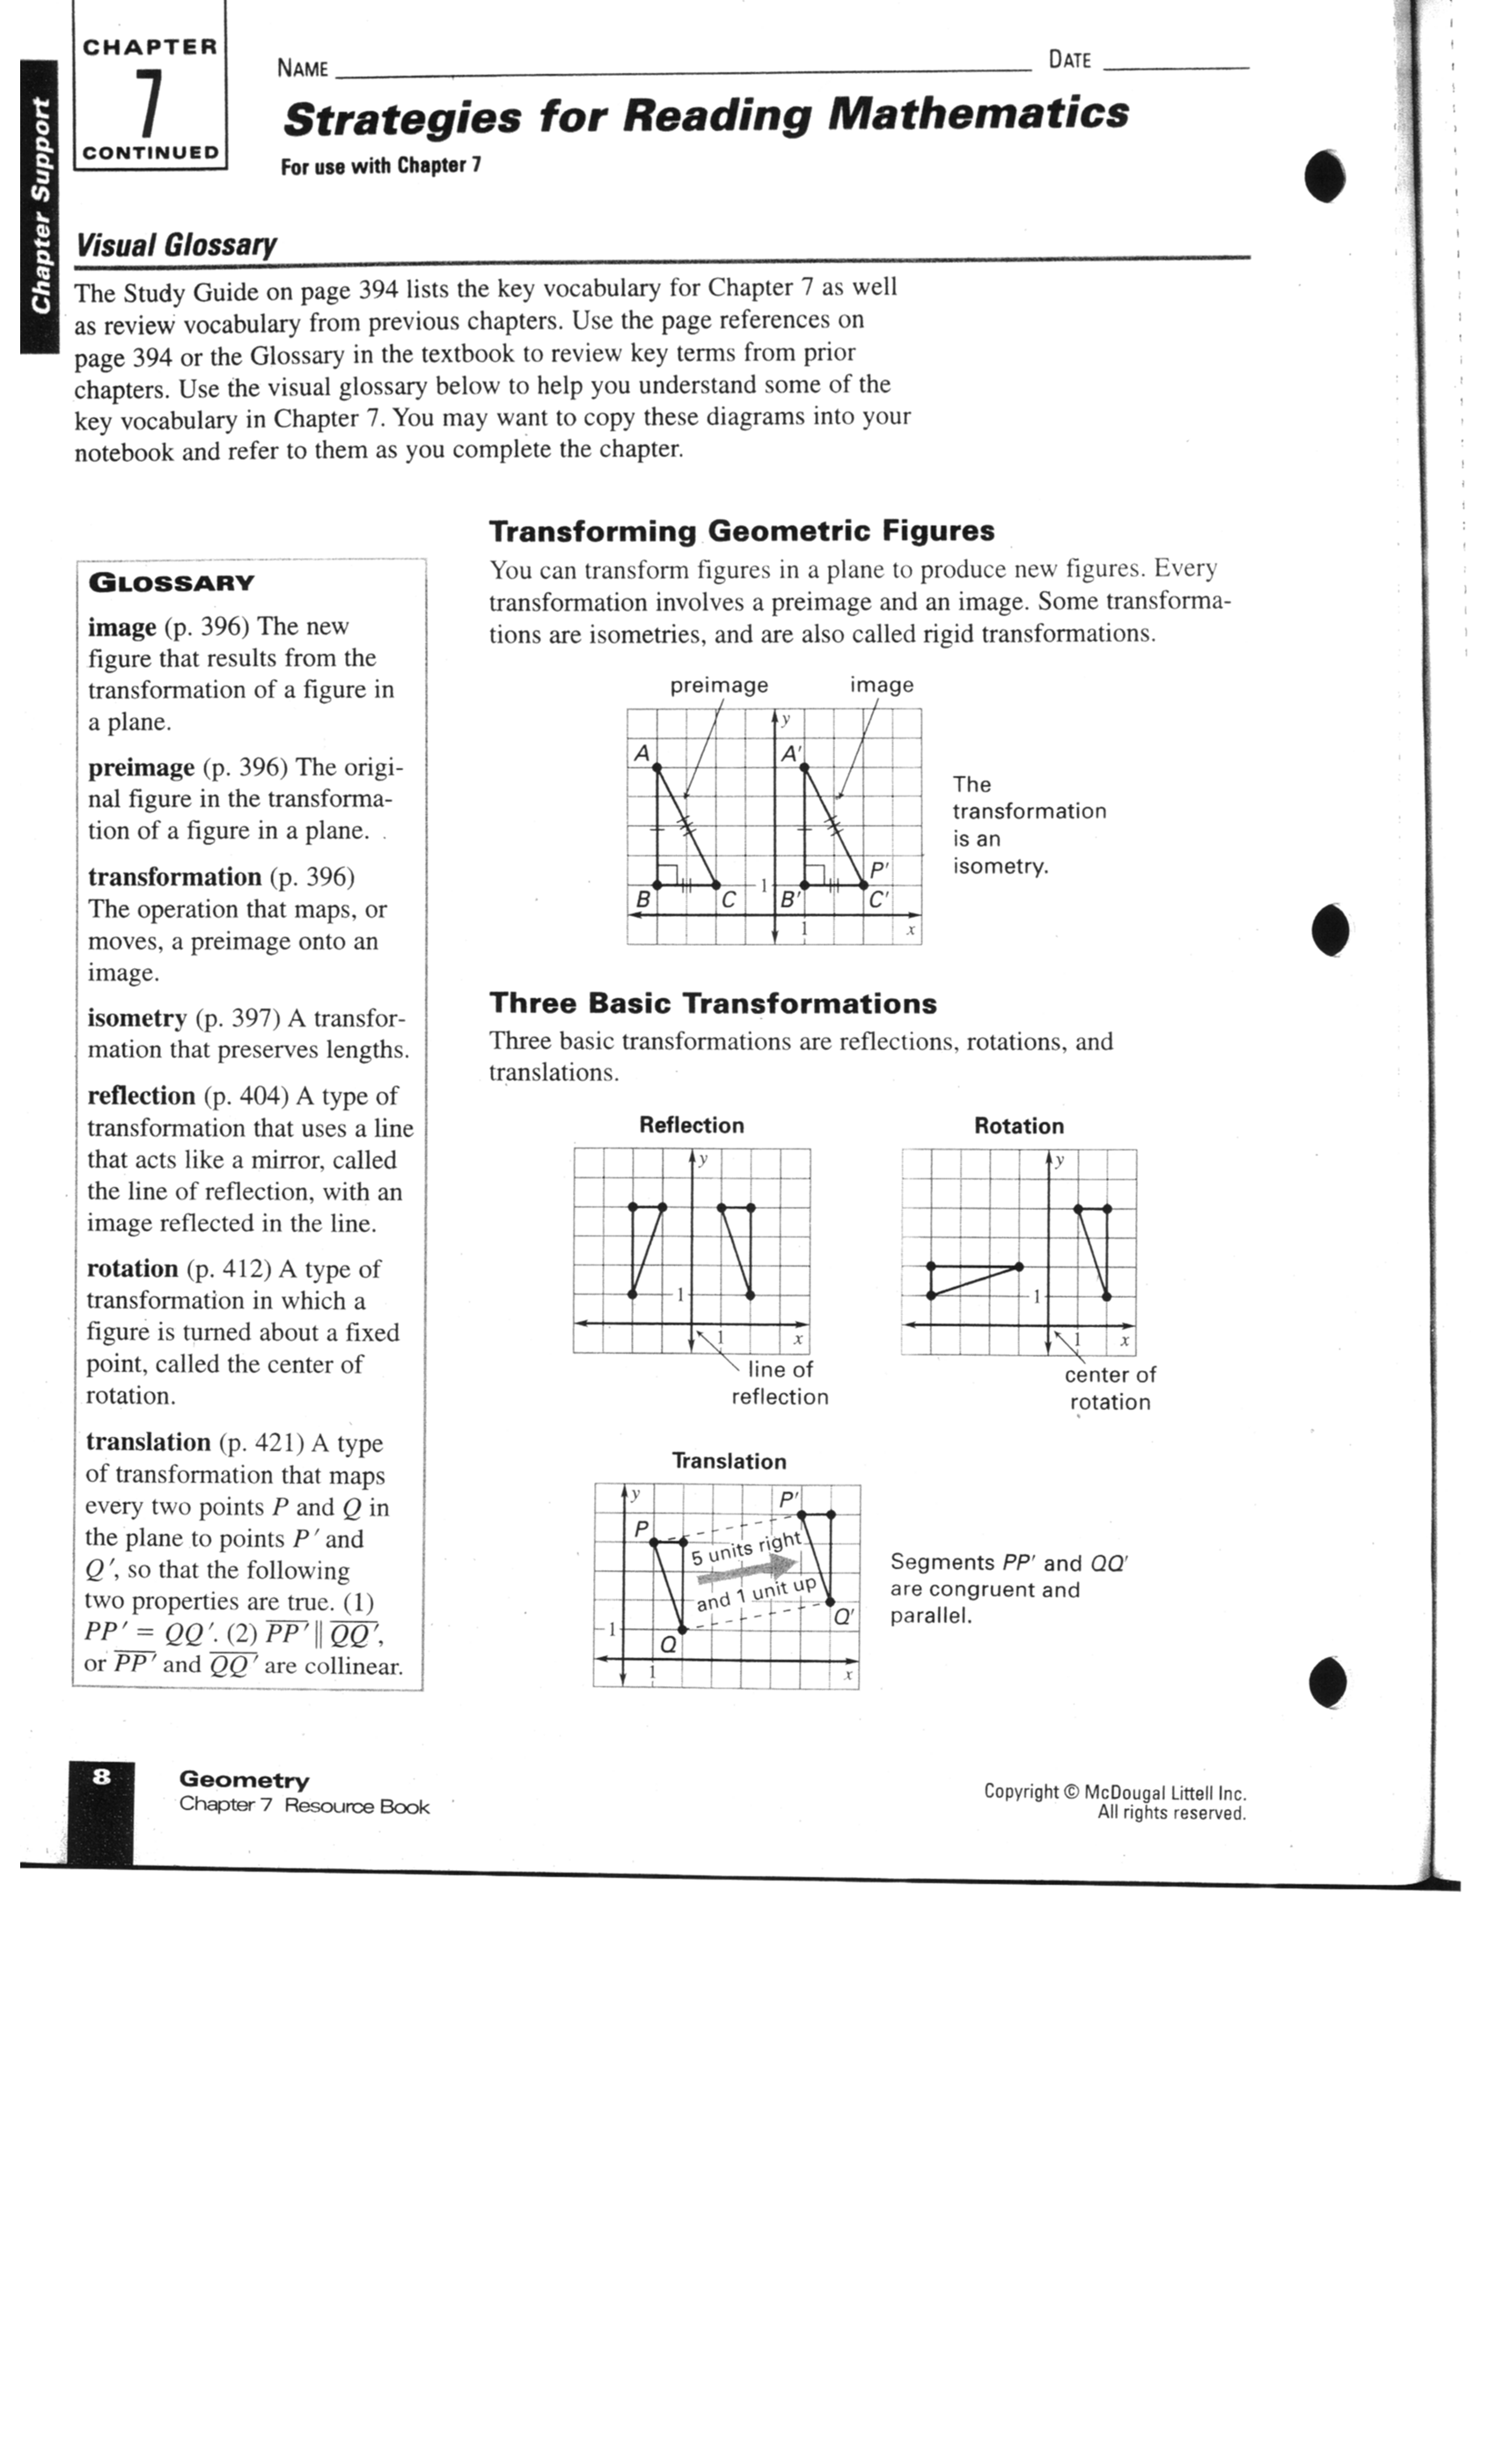 CHAPTER
7
CONTINUED
Chapter Support
NAME DATE
Strategies for Reading Mathematics
For use with Chapter 7
Visual Glossary
The Study Guide on page 394 lists the key vocabulary for Chapter 7 as well
as review vocabulary from previous chapters. Use the page references on
page 394 or the Glossary in the textbook to review key terms from prior
chapters. Use the visual glossary below to help you understand some of the
key vocabulary in Chapter 7. You may want to copy these diagrams into your
notebook and refer to them as you complete the chapter.
GLOSSARY
image (p. 396) The new
figure that results from the
transformation of a figure in
a plane.
preimage (p. 396) The origi-
nal figure in the transforma-
tion of a figure in a plane.
transformation (p. 396)
The operation that maps, or
moves, a preimage onto an
image.
isometry (p. 397) A transfor-
mation that preserves lengths.
reflection (p. 404) A type of
transformation that uses a line
that acts like a mirror, called
the line of reflection, with an
image reflected in the line.
rotation (p. 412) A type of
transformation in which a
figure is turned about a fixed
point, called the center of
rotation.
translation (p. 421) A type
of transformation that maps
every two points P and Q in
the plane to points P′ and
Q′, so that the following
two properties are true. (1)
PP′ = QQ′. (2) PP′ ∥ QQ′,
or PP′ and QQ′ are collinear.
Transforming Geometric Figures
You can transform figures in a plane to produce new figures. Every
transformation involves a preimage and an image. Some transforma-
tions are isometries, and are also called rigid transformations.
preimage image
y
A A′
P′
1
B C B′ C′
1 x
The
transformation
is an
isometry.
Three Basic Transformations
Three basic transformations are reflections, rotations, and
translations.
Reflection
y
1
1 x
line of
reflection
Rotation
y
1
1 x
center of
rotation
Translation
y P′
P
5 units right
and 1 unit up
1 Q Q′
1 x
Segments PP′ and QQ′
are congruent and
parallel.
8
Geometry
Chapter 7 Resource Book
Copyright © McDougal Littell Inc.
All rights reserved.